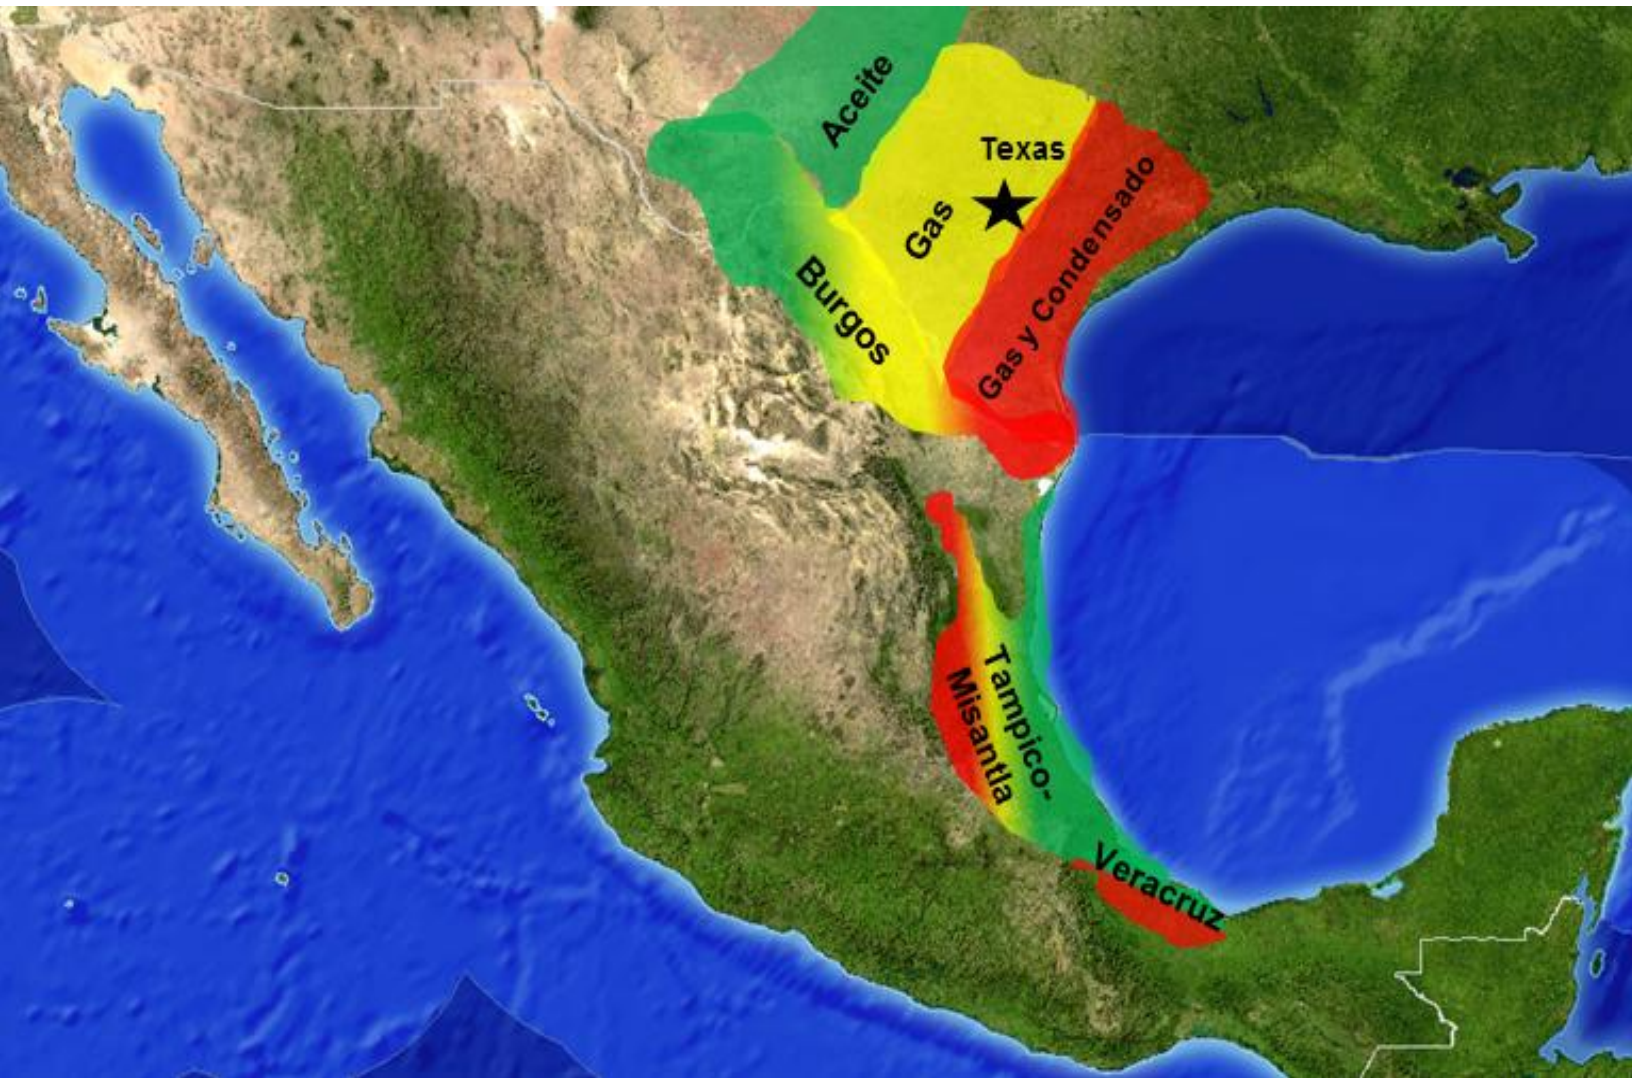 Aceite
Texas
Gas
Gas y Condensado
Burgos
Tampico-
Misantla
Veracruz